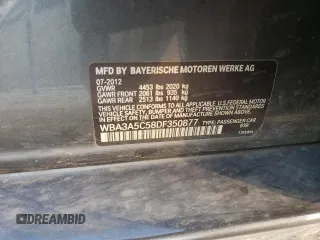 MFD BY BAYERISCHE MOTOREN WERKE AG
07-2012
GVWR 4453 lbs 2020 kg
GAWR FRONT 2061 lbs 935 kg
GAWR REAR 2513 lbs 1140 kg
THIS VEHICLE CONFORMS TO ALL APPLICABLE U.S. FEDERAL MOTOR
VEHICLE SAFETY, BUMPER, AND THEFT PREVENTION STANDARDS
IN EFFECT ON THE DATE OF MANUFACTURE SHOWN ABOVE.
WBA3A5C58DF350877 TYPE: PASSENGER CAR
DREAMBID